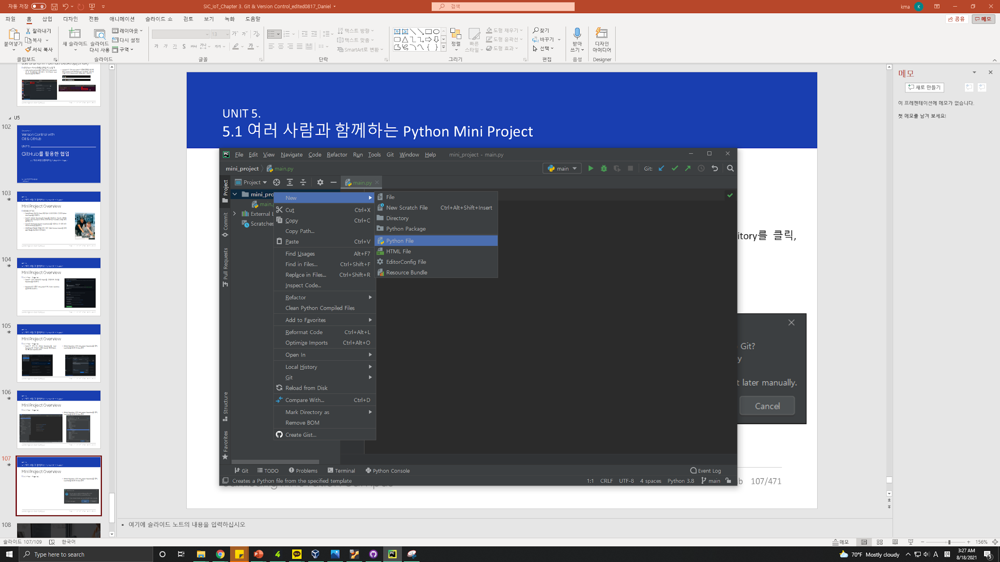 자동 저장 끔
SIC_IoT_Chapter 3. Git & Version Control_edited0817_Daniel
검색
kma K
파일 홈 삽입 디자인 전환 애니메이션 슬라이드 쇼 검토 보기 녹화 도움말
공유 메모
붙여넣기
잘라내기
복사
서식 복사
클립보드
새 슬라이드
슬라이드
다시 사용
레이아웃
다시 설정
구역
슬라이드
13
가 가 가 S 가나 가나 가가 가
글꼴
텍스트 방향
텍스트 맞춤
SmartArt로 변환
단락
정렬
빠른
스타일
도형 채우기
도형 윤곽선
도형 효과
그리기
찾기
바꾸기
선택
편집
받아
쓰기
음성
디자인
아이디어
Designer
U5
102
Version Control with
Git & GitHub
UNIT 5
GitHub를 활용한 협업
103
Mini Project Overview
104
Mini Project Overview
105
Mini Project Overview
106
Mini Project Overview
107
Mini Project Overview
108
UNIT 5.
5.1 여러 사람과 함께하는 Python Mini Project
itory를 클릭,
Git?
y
t later manually.
Cancel
107/471
PC File Edit View Navigate Code Refactor Run Tools Git Window Help mini_project - main.py
mini_project main.py
main
Git:
Project
main.py
mini_pro
main.
External L
Scratches
Project
Commit
Pull Requests
Structure
Favorites
New
Cut Ctrl+X
Copy Ctrl+C
Copy Path...
Paste Ctrl+V
Find Usages Alt+F7
Find in Files... Ctrl+Shift+F
Replace in Files... Ctrl+Shift+R
Inspect Code...
Refactor
Clean Python Compiled Files
Add to Favorites
Reformat Code Ctrl+Alt+L
Optimize Imports Ctrl+Alt+O
Open In
Local History
Git
Reload from Disk
Compare With... Ctrl+D
Mark Directory as
Remove BOM
Create Gist...
File
New Scratch File Ctrl+Alt+Shift+Insert
Directory
Python Package
Python File
HTML File
EditorConfig File
Resource Bundle
Git TODO Problems Terminal Python Console Event Log
Creates a Python file from the specified template
1:1 CRLF UTF-8 4 spaces Python 3.8 main
메모
새로 만들기
이 프레젠테이션에 메모가 없습니다.
첫 메모를 남겨 보세요!
여기에 슬라이드 노트의 내용을 입력하십시오
슬라이드 107/109 한국어
메모
156%
Type here to search
TALK
70°F Mostly cloudy
A 한
3:27 AM
8/18/2021
5